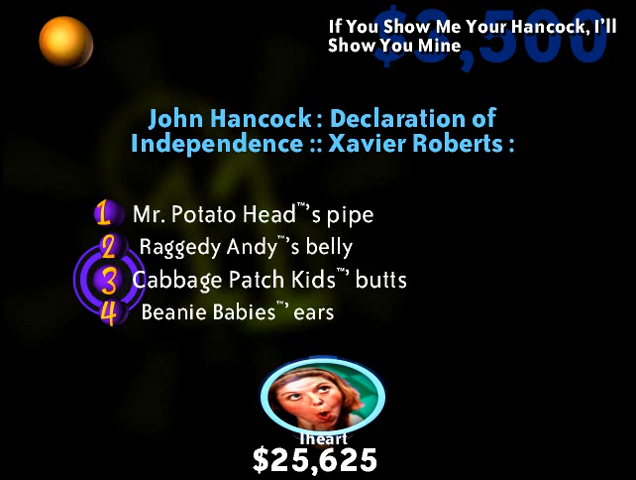 If You Show Me Your Hancock, I'll
Show You Mine
$3,500
John Hancock : Declaration of
Independence :: Xavier Roberts :
1 Mr. Potato Head™'s pipe
2 Raggedy Andy™'s belly
3 Cabbage Patch Kids™' butts
4 Beanie Babies™' ears
Iheart
$25,625